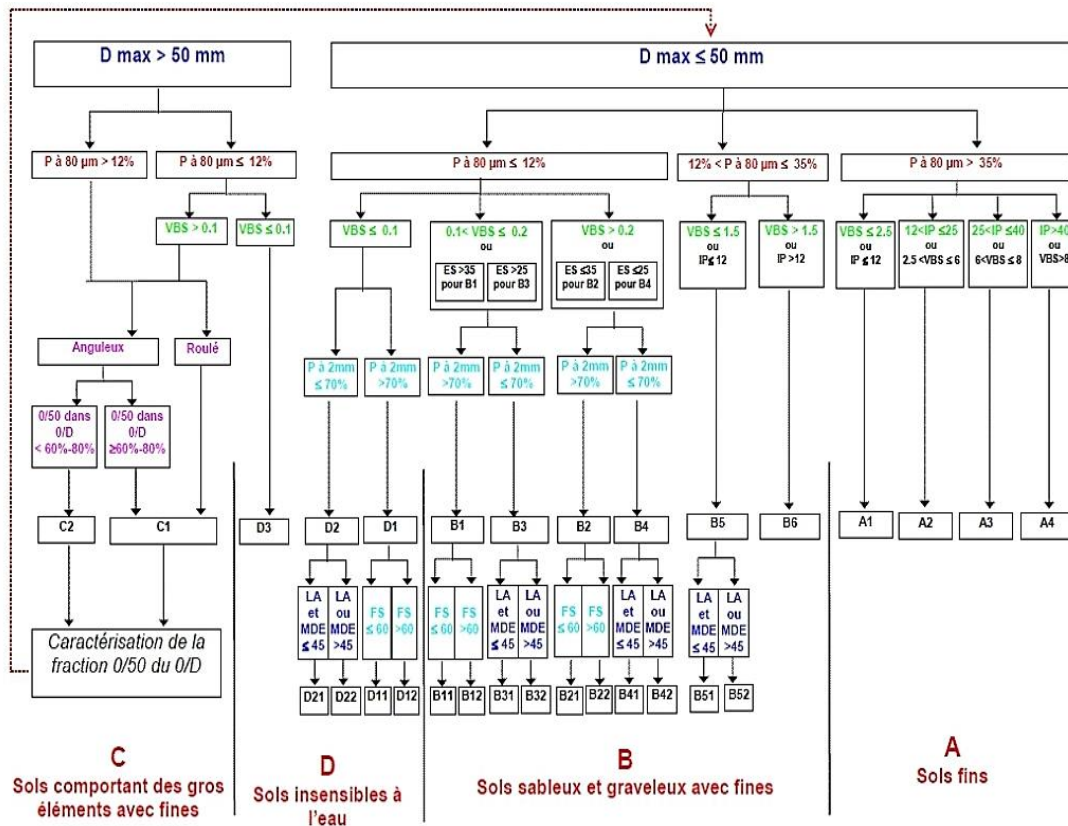 D max > 50 mm
D max ≤ 50 mm
P à 80 µm > 12%
P à 80 µm ≤ 12%
P à 80 µm ≤ 12%
12% < P à 80 µm ≤ 35%
P à 80 µm > 35%
VBS > 0.1
VBS ≤ 0.1
VBS ≤ 0.1
0.1< VBS ≤ 0.2
ou
ES >35
pour B1
ES >25
pour B3
VBS > 0.2
ou
ES ≤35
pour B2
ES ≤25
pour B4
VBS ≤ 1.5
ou
IP ≤ 12
VBS > 1.5
ou
IP >12
VBS ≤ 2.5
ou
IP ≤ 12
12<IP ≤25
ou
2.5 <VBS ≤ 6
25<IP ≤40
ou
6<VBS ≤ 8
IP>40
ou
VBS>8
Anguleux
Roulé
P à 2mm
≤ 70%
P à 2mm
>70%
P à 2mm
>70%
P à 2mm
≤ 70%
P à 2mm
>70%
P à 2mm
≤ 70%
0/50 dans
0/D
< 60%-80%
0/50 dans
0/D
≥60%-80%
C2
C1
D3
D2
D1
B1
B3
B2
B4
B5
B6
A1
A2
A3
A4
LA
et
MDE
≤ 45
LA
ou
MDE
>45
FS
≤ 60
FS
>60
FS
≤ 60
FS
>60
LA
et
MDE
≤ 45
LA
ou
MDE
>45
FS
≤ 60
FS
>60
LA
et
MDE
≤ 45
LA
ou
MDE
>45
LA
et
MDE
≤ 45
LA
ou
MDE
>45
Caractérisation de la
fraction 0/50 du 0/D
D21
D22
D11
D12
B11
B12
B31
B32
B21
B22
B41
B42
B51
B52
C
Sols comportant des gros
éléments avec fines
D
Sols insensibles à
l'eau
B
Sols sableux et graveleux avec fines
A
Sols fins